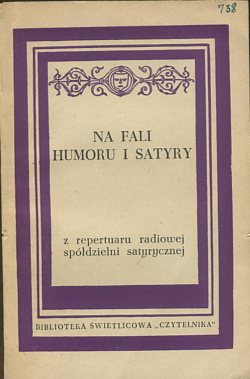 738
NA FALI
HUMORU I SATYRY
z repertuaru radiowej
spółdzielni satyrycznej
BIBLIOTEKA ŚWIETLICOWA „CZYTELNIKA"